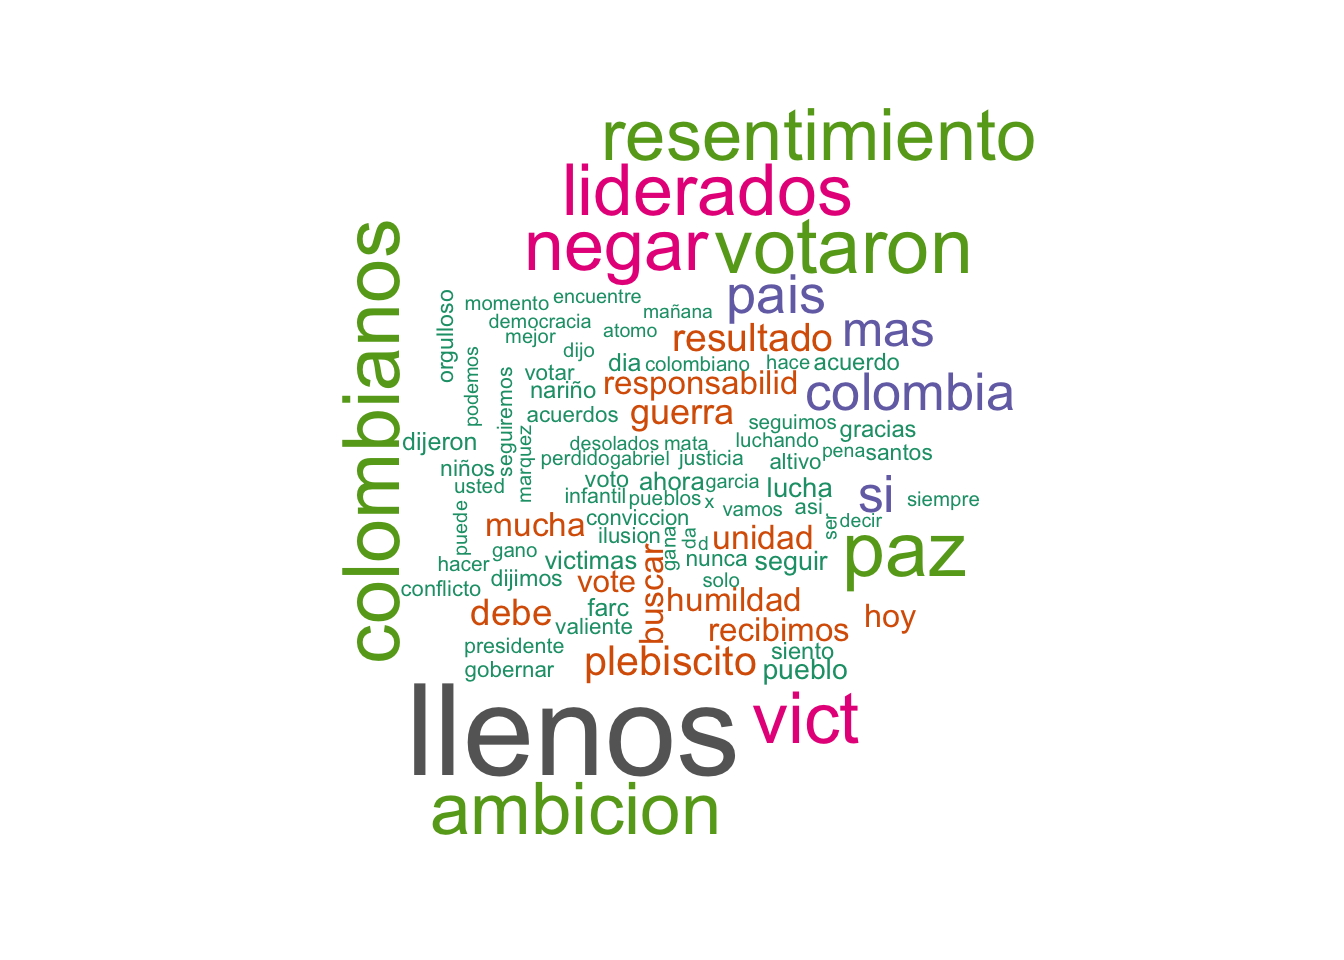 resentimiento
liderados
negar votaron
colombianos
pais
momento encuentre
mañana
orgulloso
democracia
atomo
mejor
resultado mas
dijo
dia colombiano hace acuerdo
podemos
votar
nariño responsabilid colombia
seguiremos
acuerdos guerra
seguimos gracias
dijeron
marquez
desolados mata luchando
perdido gabriel justicia altivo pena santos
niños
usted
voto ahora garcia lucha si siempre
infantil pueblos x vamos asi
puede
mucha conviccion
ser decir
ilusion gana da d unidad paz
gano
hacer victimas buscar nunca seguir
conflicto dijimos vote solo
debe farc humildad hoy
valiente recibimos
presidente plebiscito siento
gobernar pueblo
llenos vict
ambicion